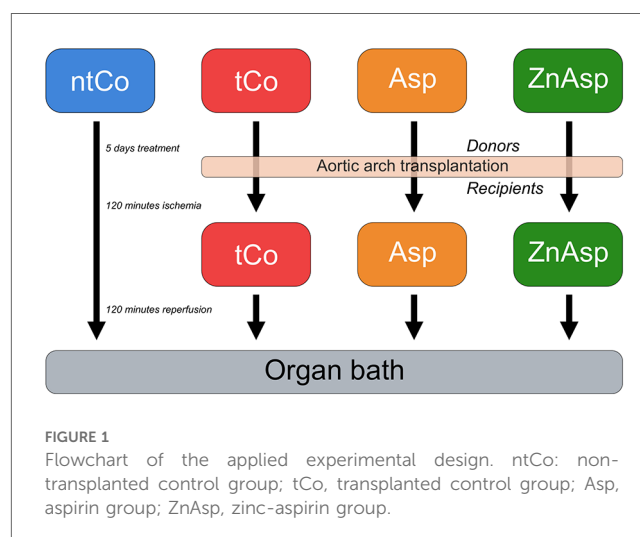 ntCo
tCo
Asp
ZnAsp
5 days treatment
Donors
Aortic arch transplantation
Recipients
120 minutes ischemia
tCo
Asp
ZnAsp
120 minutes reperfusion
Organ bath
FIGURE 1
Flowchart of the applied experimental design. ntCo: non-
transplanted control group; tCo, transplanted control group; Asp,
aspirin group; ZnAsp, zinc-aspirin group.